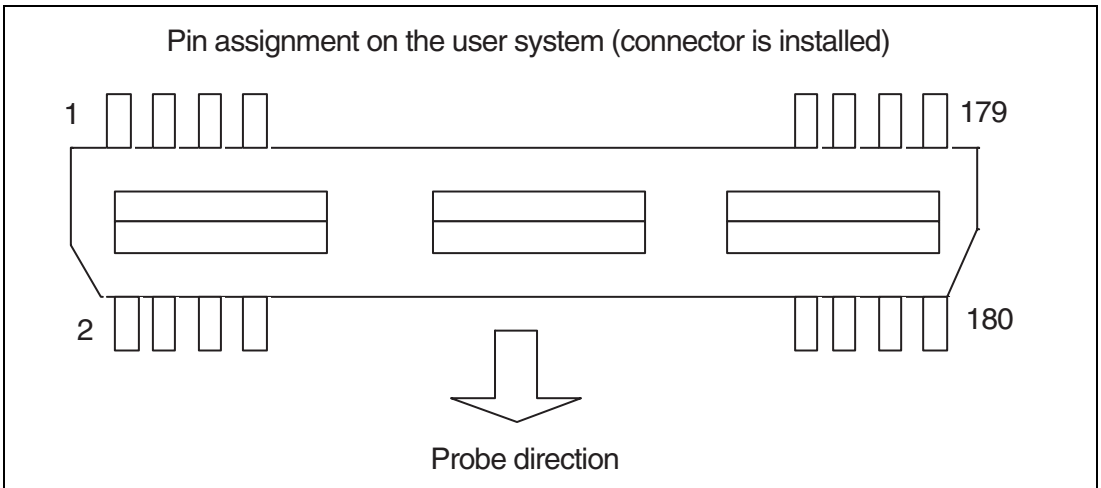 Pin assignment on the user system (connector is installed)
1
179
2
180
Probe direction